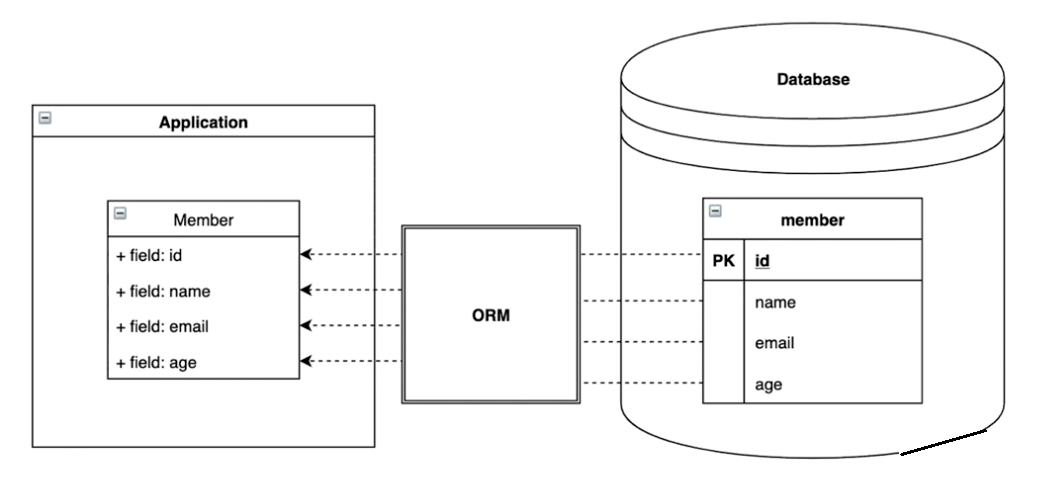 Application
Member
+ field: id
+ field: name
+ field: email
+ field: age
ORM
Database
member
PK id
name
email
age